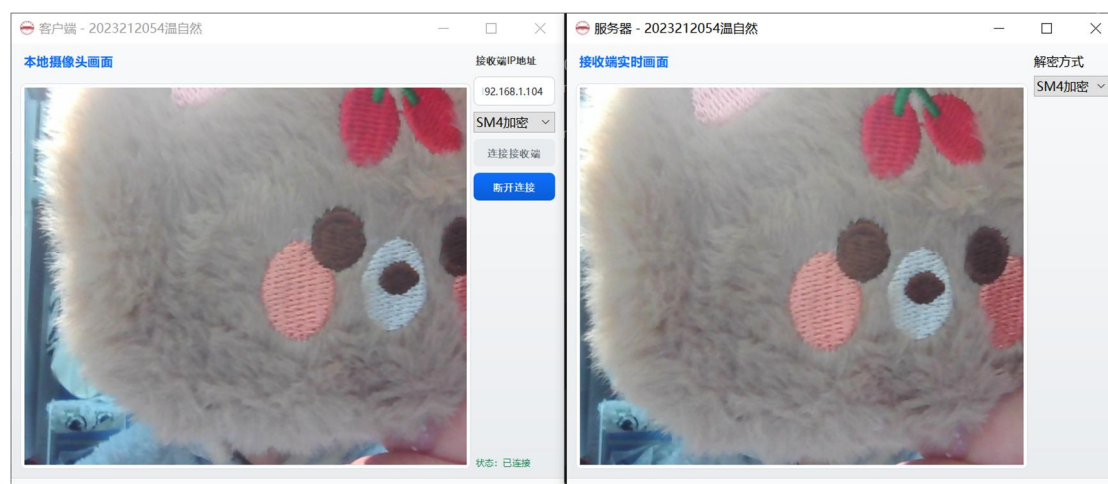 客户端 - 2023212054温自然
本地摄像头画面
接收端IP地址
92.168.1.104
SM4加密
连接接收端
断开连接
状态：已连接
服务器 - 2023212054温自然
接收端实时画面
解密方式
SM4加密